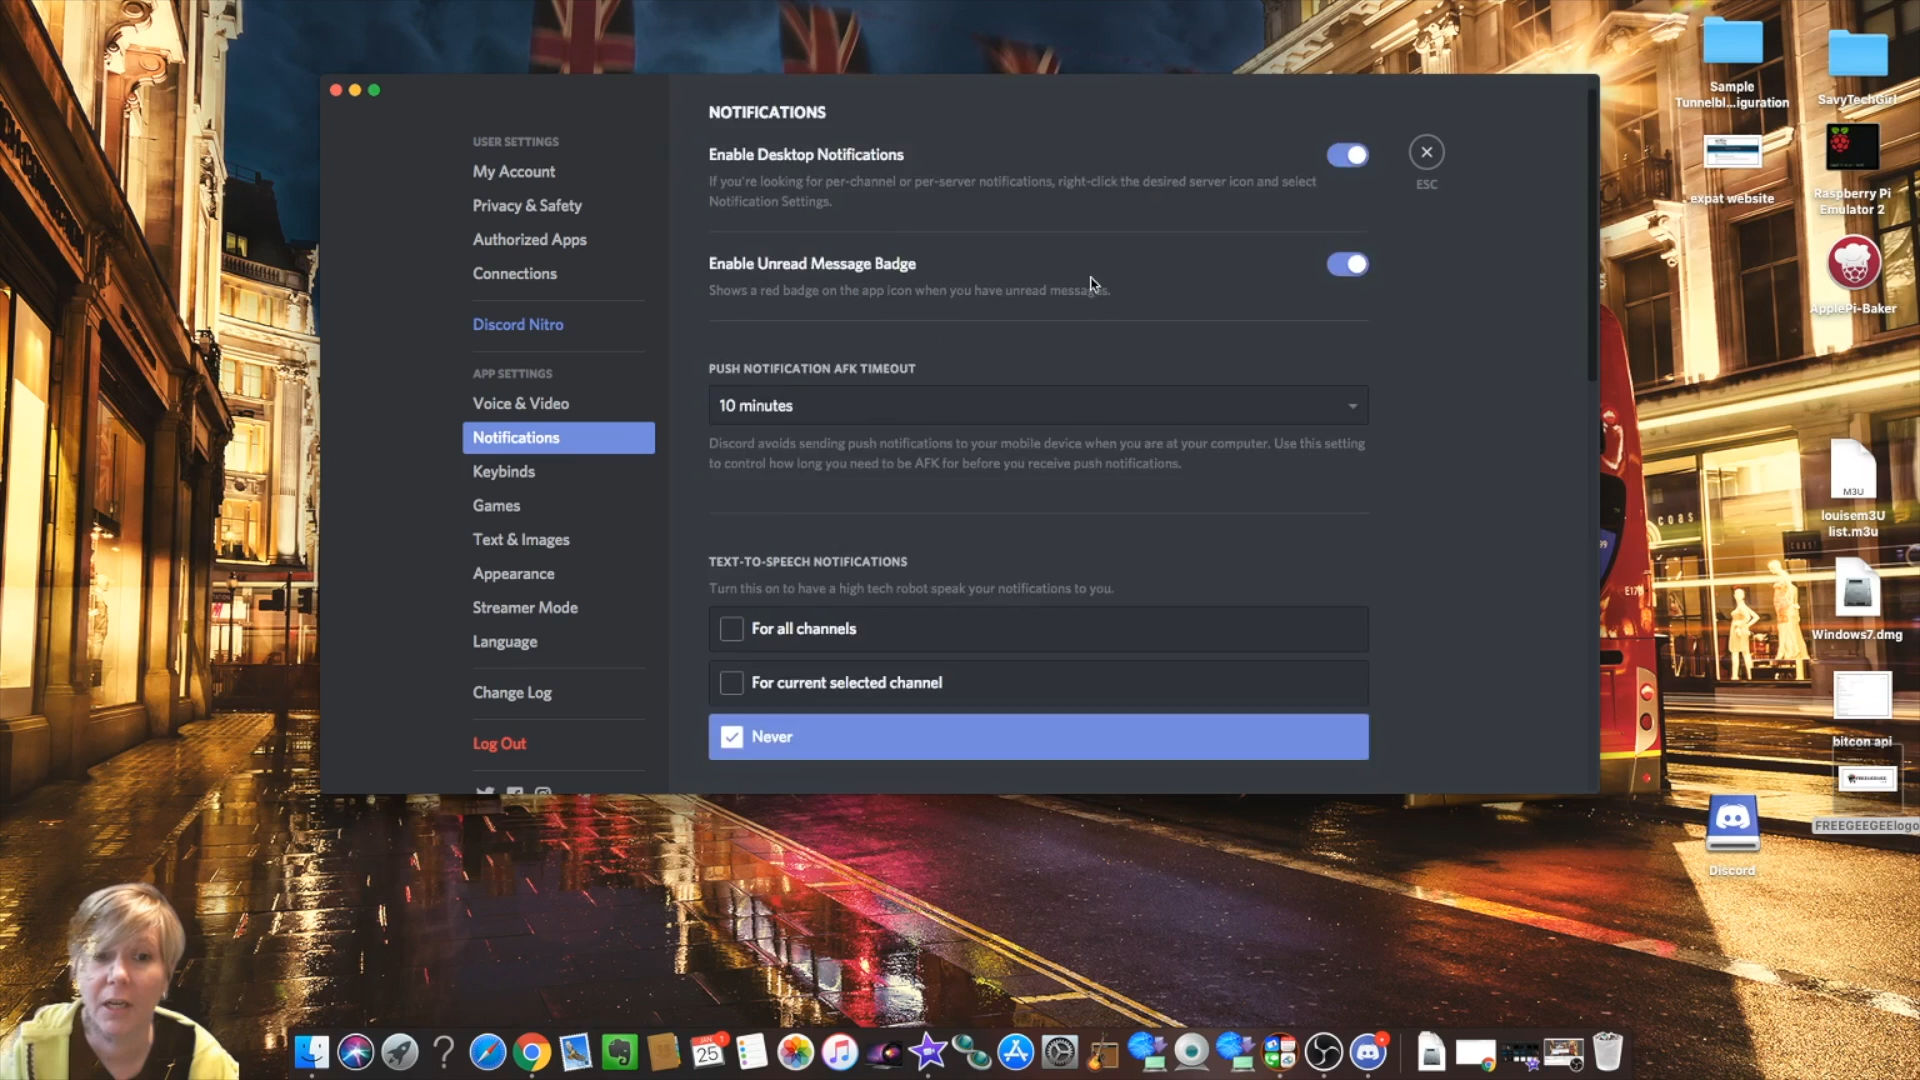 USER SETTINGS
My Account
Privacy & Safety
Authorized Apps
Connections
Discord Nitro
APP SETTINGS
Voice & Video
Notifications
Keybinds
Games
Text & Images
Appearance
Streamer Mode
Language
Change Log
Log Out
NOTIFICATIONS
Enable Desktop Notifications
If you're looking for per-channel or per-server notifications, right-click the desired server icon and select
Notification Settings.
ESC
Enable Unread Message Badge
Shows a red badge on the app icon when you have unread messages.
PUSH NOTIFICATION AFK TIMEOUT
10 minutes
Discord avoids sending push notifications to your mobile device when you are at your computer. Use this setting
to control how long you need to be AFK for before you receive push notifications.
TEXT-TO-SPEECH NOTIFICATIONS
Turn this on to have a high tech robot speak your notifications to you.
For all channels
For current selected channel
Never
Sample
Tunnelbl...iguration
SavyTechGirl
expat website
Raspberry Pi
Emulator 2
ApplePi-Baker
M3U
louisem3U
list.m3u
Windows7.dmg
bitcon api
FREEGEEGEElogo
Discord
COBS
JAN
25